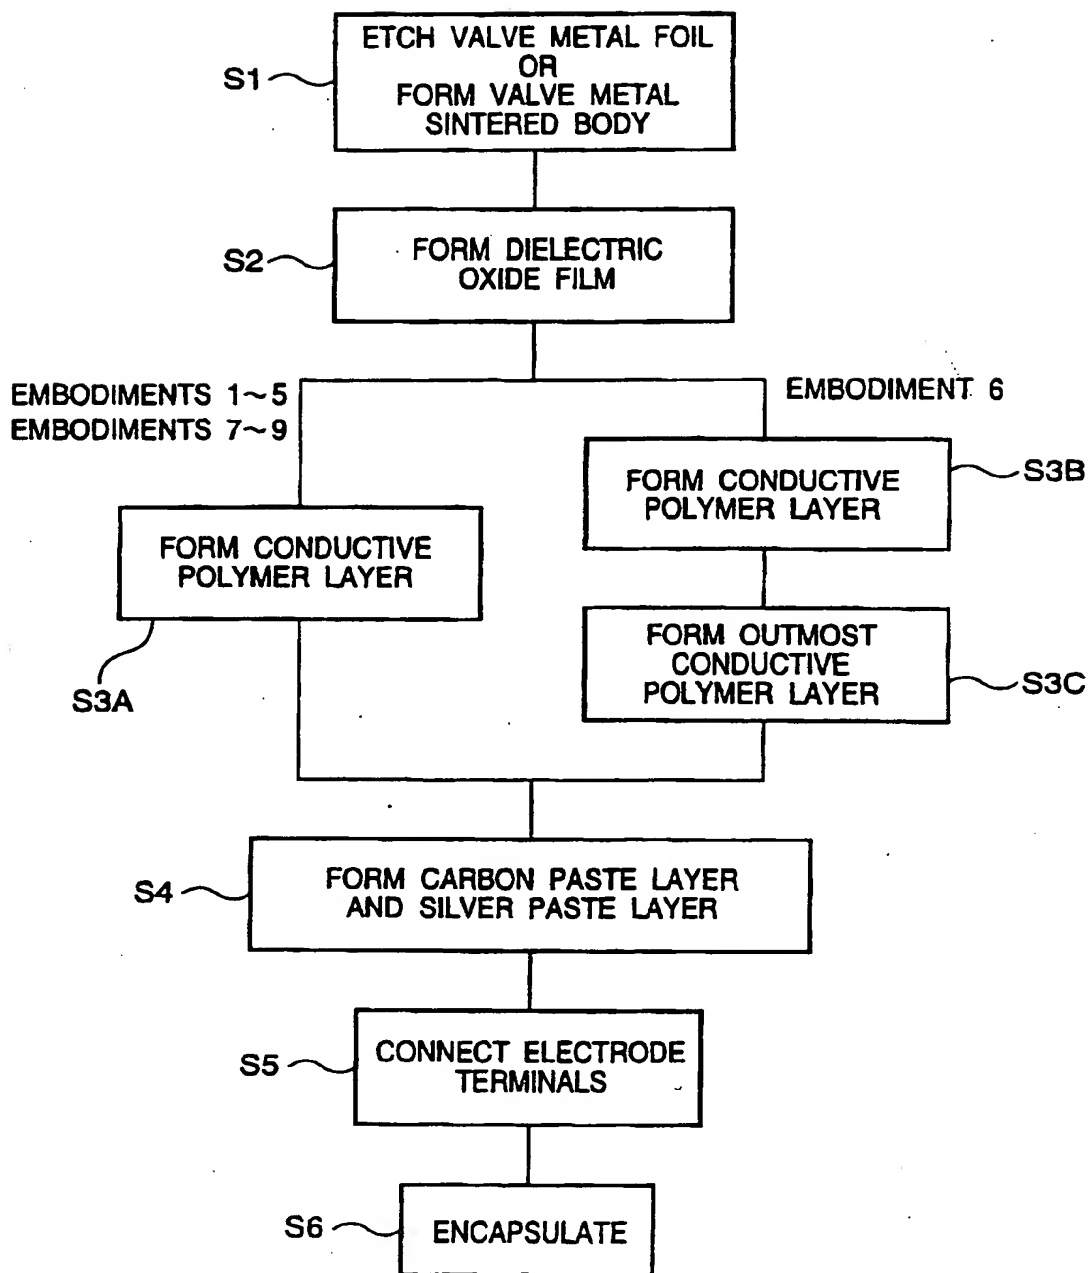 S1
ETCH VALVE METAL FOIL
OR
FORM VALVE METAL
SINTERED BODY
S2
FORM DIELECTRIC
OXIDE FILM
EMBODIMENTS 1~5
EMBODIMENTS 7~9
EMBODIMENT 6
S3A
FORM CONDUCTIVE
POLYMER LAYER
S3B
FORM CONDUCTIVE
POLYMER LAYER
S3C
FORM OUTMOST
CONDUCTIVE
POLYMER LAYER
S4
FORM CARBON PASTE LAYER
AND SILVER PASTE LAYER
S5
CONNECT ELECTRODE
TERMINALS
S6
ENCAPSULATE